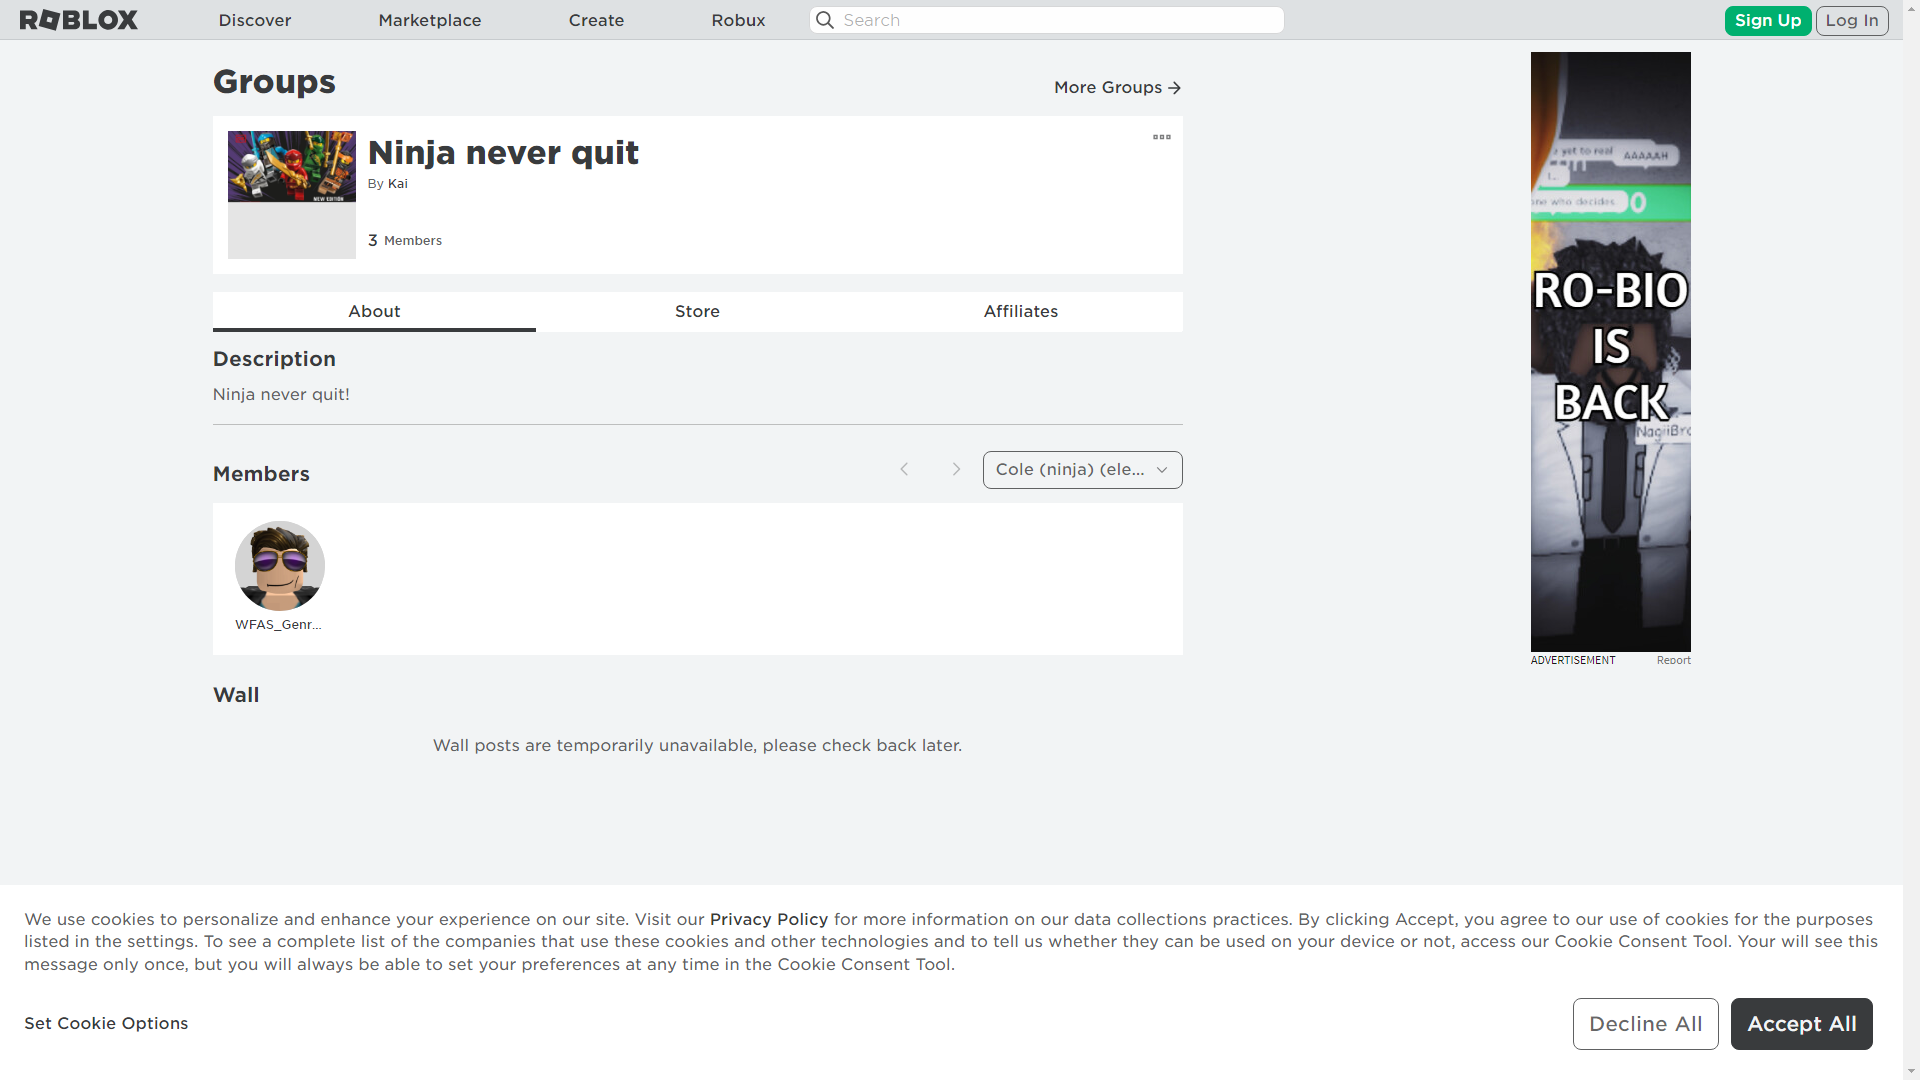 ROBLOX
Discover
Marketplace
Create
Robux
Search
Sign Up
Log In
Groups
More Groups
Ninja never quit
By Kai
3 Members
NEW EDITION
About
Store
Affiliates
Description
Ninja never quit!
Members
Cole (ninja) (ele...
WFAS_Genr...
Wall
Wall posts are temporarily unavailable, please check back later.
yet to real
AAAAAH
one who decides.
RO-BIO
IS
BACK
ADVERTISEMENT
Report
We use cookies to personalize and enhance your experience on our site. Visit our Privacy Policy for more information on our data collections practices. By clicking Accept, you agree to our use of cookies for the purposes
listed in the settings. To see a complete list of the companies that use these cookies and other technologies and to tell us whether they can be used on your device or not, access our Cookie Consent Tool. Your will see this
message only once, but you will always be able to set your preferences at any time in the Cookie Consent Tool.
Set Cookie Options
Decline All
Accept All